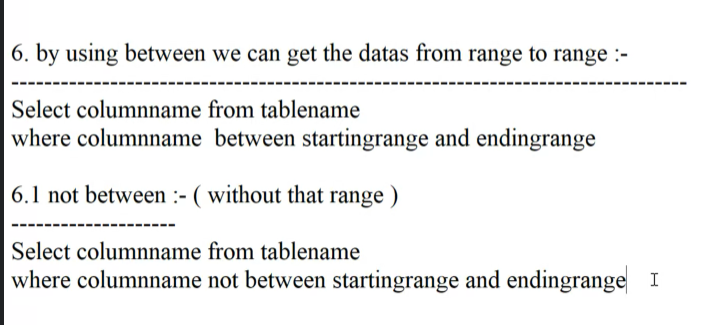 6. by using between we can get the datas from range to range :-
-----------------------------------------------------------------------------------
Select columnname from tablename
where columnname  between startingrange and endingrange
6.1 not between :- ( without that range )
--------------------
Select columnname from tablename
where columnname not between startingrange and endingrange